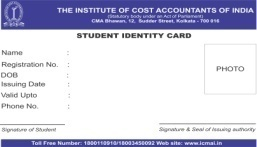 THE INSTITUTE OF COST ACCOUNTANTS OF INDIA
(Statutory body under an Act of Parliament)
CMA Bhawan, 12, Sudder Street, Kolkata - 700 016
STUDENT IDENTITY CARD
Name :
Registration No. :
DOB :
Issuing Date :
Valid Upto :
Phone No. :
PHOTO
Signature of Student
Signature & Seal of Issuing authority
Toll Free Number: 1800110910/18003450092 Web site: www.icmai.in